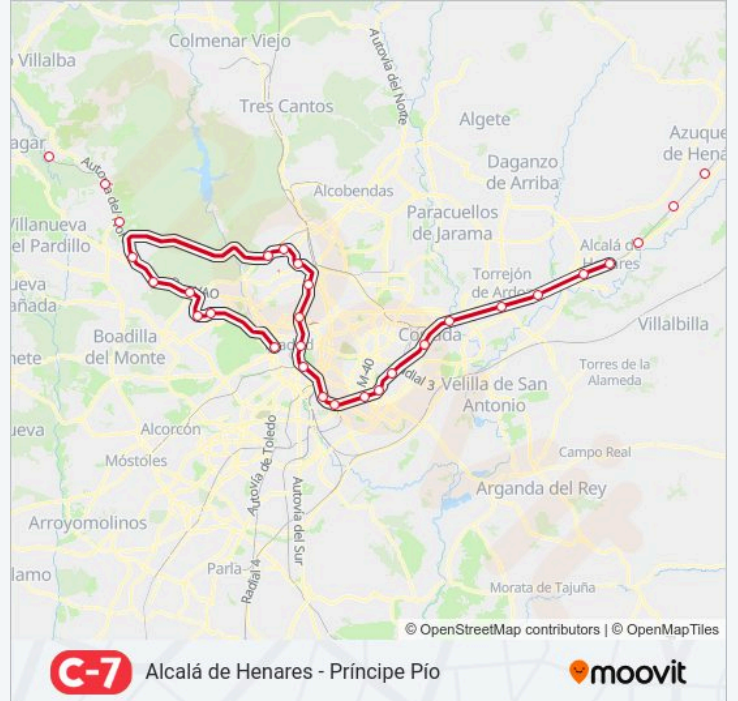 Colmenar Viejo
Villalba
Autovía del Norte
Tres Cantos
Algete
Azuque
de Hena
agar
Daganzo
de Arriba
Alcobendas
Paracuellos
de Jarama
Villanueva
el Pardillo
Alcalá de
Henares
Torrejón
de Ardoz
ueva
añada
Villalbilla
Boadilla
del Monte
nete
Madrid
Coslada
M-40
Radial 3
Torres de la
Alameda
Velilla de San
Antonio
ueva
Alcorcón
Móstoles
Autovía de Toledo
Campo Real
Arganda del Rey
Autovía del Sur
Arroyomolinos
Parla
Radial 4
lamo
Morata de Tajuña
© OpenStreetMap contributors | © OpenMapTiles
C-7 Alcalá de Henares - Príncipe Pío moovit